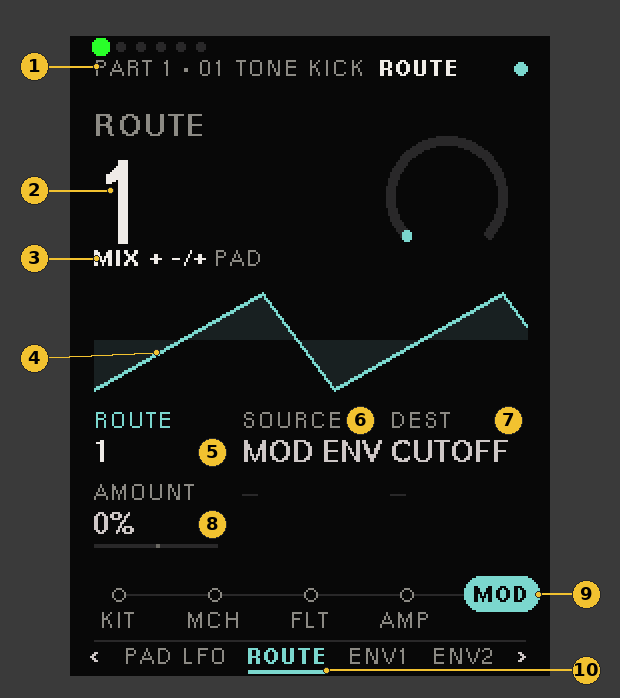 1 PART 1 · 01 TONE KICK ROUTE
ROUTE
2 1
3 MIX + -/+ PAD
4
ROUTE SOURCE 6 DEST 7
1 5 MOD ENV CUTOFF
AMOUNT — —
0% 8
MOD 9
KIT MCH FLT AMP
< PAD LFO ROUTE ENV1 ENV2 > 10